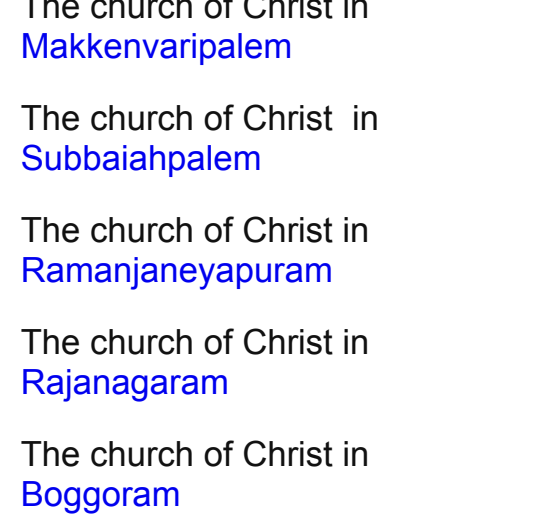 The church of Christ in
Makkenvaripalem
The church of Christ  in
Subbaiahpalem
The church of Christ in
Ramanjaneyapuram
The church of Christ in
Rajanagaram
The church of Christ in
Boggoram